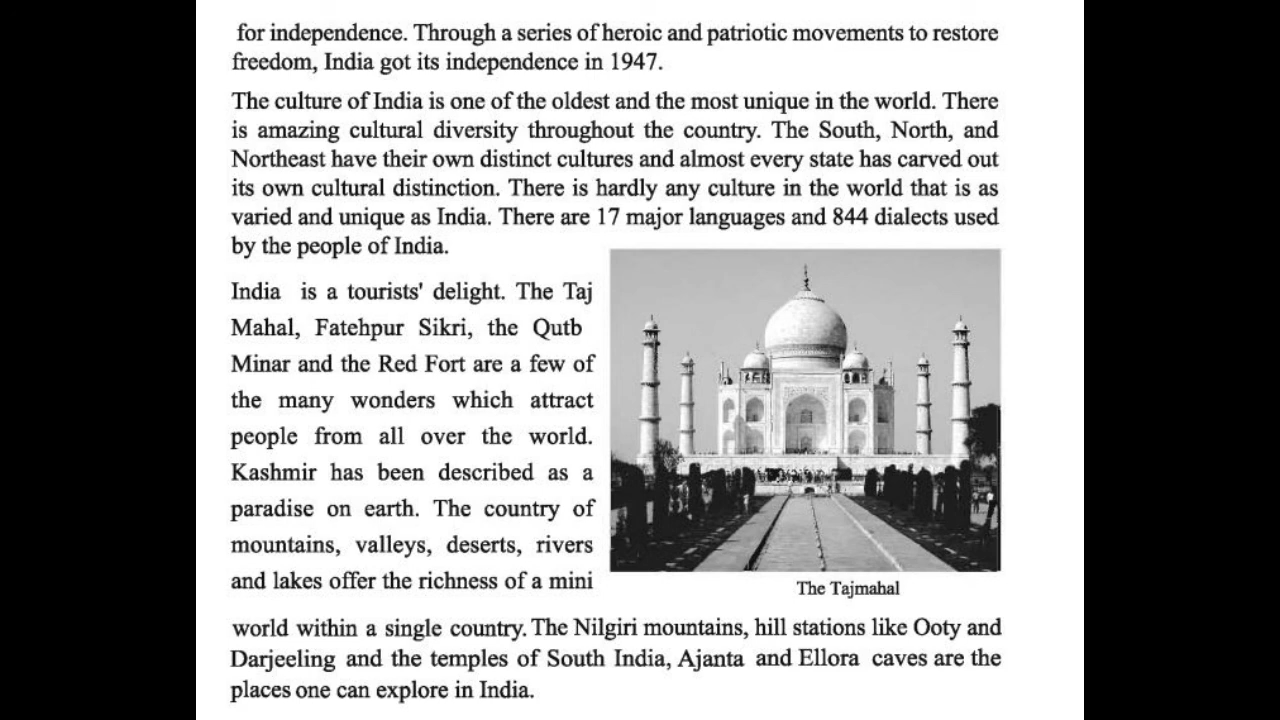 for independence. Through a series of heroic and patriotic movements to restore
freedom, India got its independence in 1947.
The culture of India is one of the oldest and the most unique in the world. There
is amazing cultural diversity throughout the country. The South, North, and
Northeast have their own distinct cultures and almost every state has carved out
its own cultural distinction. There is hardly any culture in the world that is as
varied and unique as India. There are 17 major languages and 844 dialects used
by the people of India.
India is a tourists' delight. The Taj
Mahal, Fatehpur Sikri, the Qutb
Minar and the Red Fort are a few of
the many wonders which attract
people from all over the world.
Kashmir has been described as a
paradise on earth. The country of
mountains, valleys, deserts, rivers
and lakes offer the richness of a mini
The Tajmahal
world within a single country. The Nilgiri mountains, hill stations like Ooty and
Darjeeling and the temples of South India, Ajanta and Ellora caves are the
places one can explore in India.